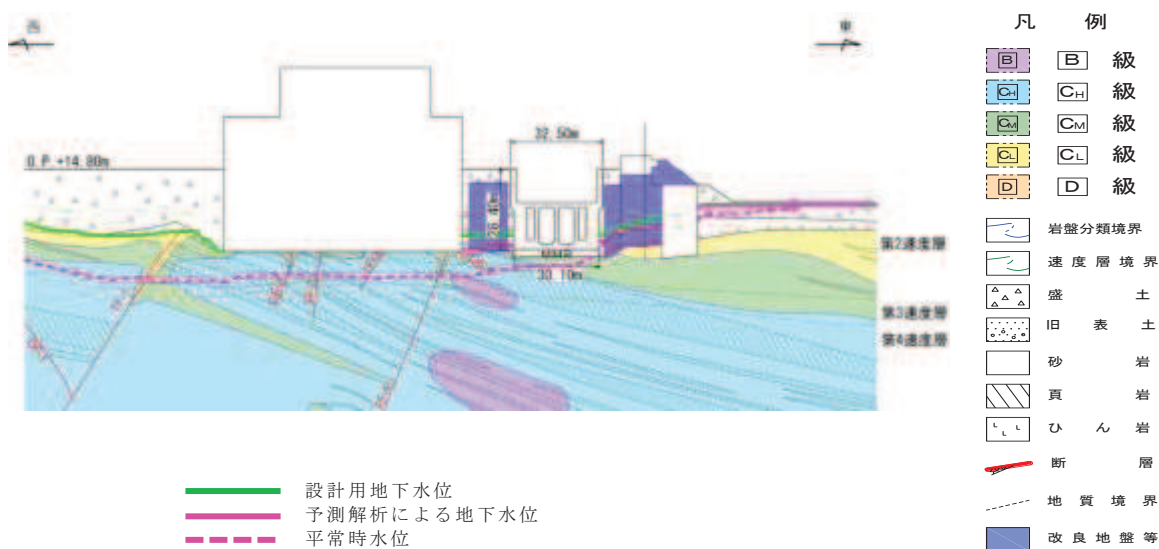 西
東
O.P.+14.80m
32.50m
26.40m
MMR
33.10m
第2速度層
第3速度層
第4速度層
凡 例
B B 級
CH CH 級
CM CM 級
CL CL 級
D D 級
岩盤分類境界
速度層境界
盛土
旧表土
砂岩
頁岩
ひん岩
断層
地質境界
改良地盤等
設計用地下水位
予測解析による地下水位
平常時水位